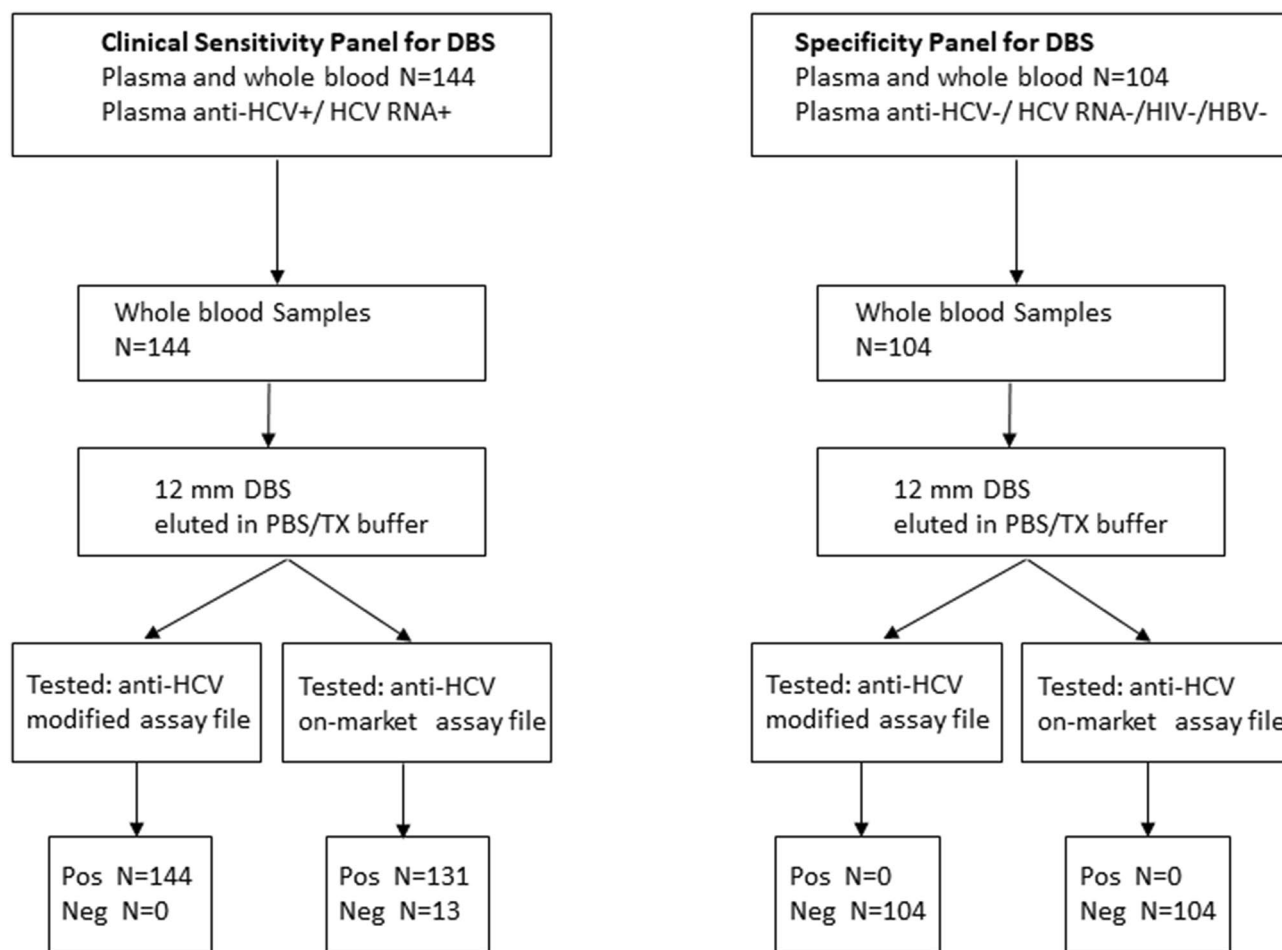 Clinical Sensitivity Panel for DBS
Plasma and whole blood N=144
Plasma anti-HCV+/ HCV RNA+
Whole blood Samples
N=144
12 mm DBS
eluted in PBS/TX buffer
Tested: anti-HCV
modified assay file
Tested: anti-HCV
on-market assay file
Pos N=144
Neg N=0
Pos N=131
Neg N=13
Specificity Panel for DBS
Plasma and whole blood N=104
Plasma anti-HCV-/ HCV RNA-/HIV-/HBV-
Whole blood Samples
N=104
12 mm DBS
eluted in PBS/TX buffer
Tested: anti-HCV
modified assay file
Tested: anti-HCV
on-market assay file
Pos N=0
Neg N=104
Pos N=0
Neg N=104